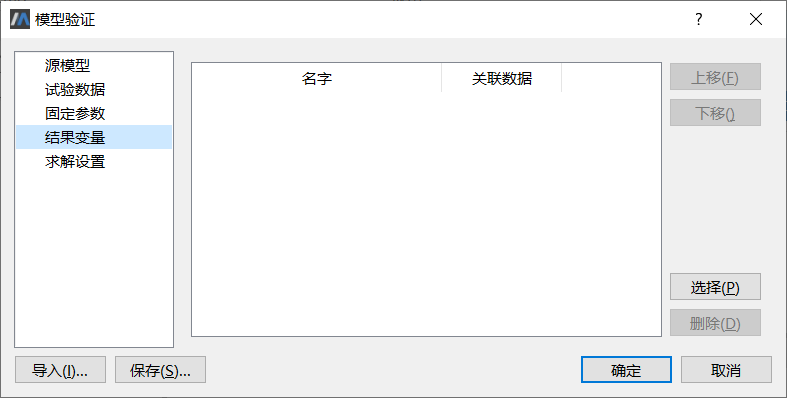 模型验证
?
源模型
试验数据
固定参数
结果变量
求解设置
名字 关联数据
上移(F)
下移()
选择(P)
删除(D)
导入(I)... 保存(S)... 确定 取消